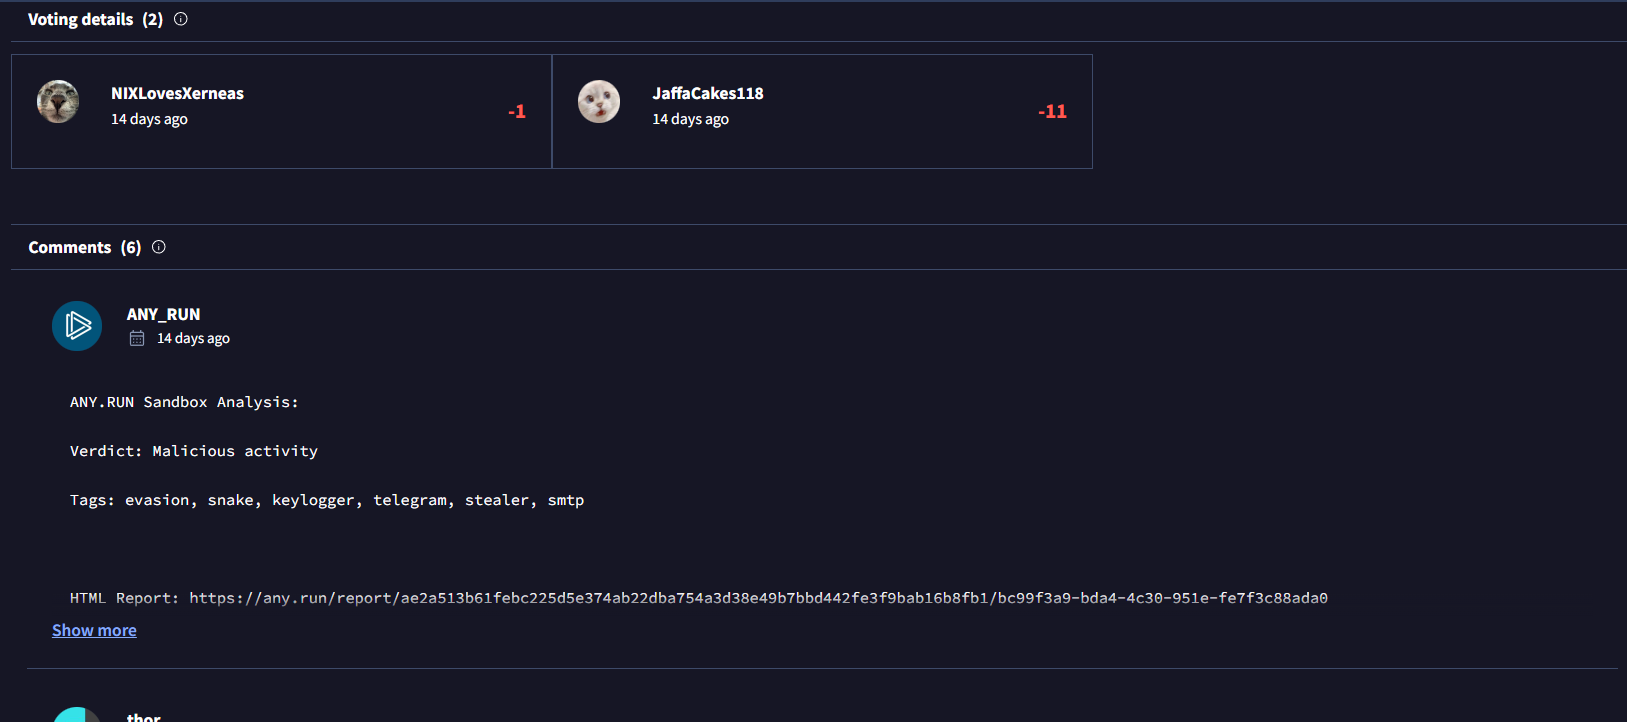 Voting details (2)
NIXLovesXerneas
14 days ago
-1
JaffaCakes118
14 days ago
-11
Comments (6)
ANY_RUN
14 days ago
ANY.RUN Sandbox Analysis:
Verdict: Malicious activity
Tags: evasion, snake, keylogger, telegram, stealer, smtp
HTML Report: https://any.run/report/ae2a513b61febc225d5e374ab22dba754a3d38e49b7bbd442fe3f9bab16b8fb1/bc99f3a9-bda4-4c30-951e-fe7f3c88ada0
Show more
thor